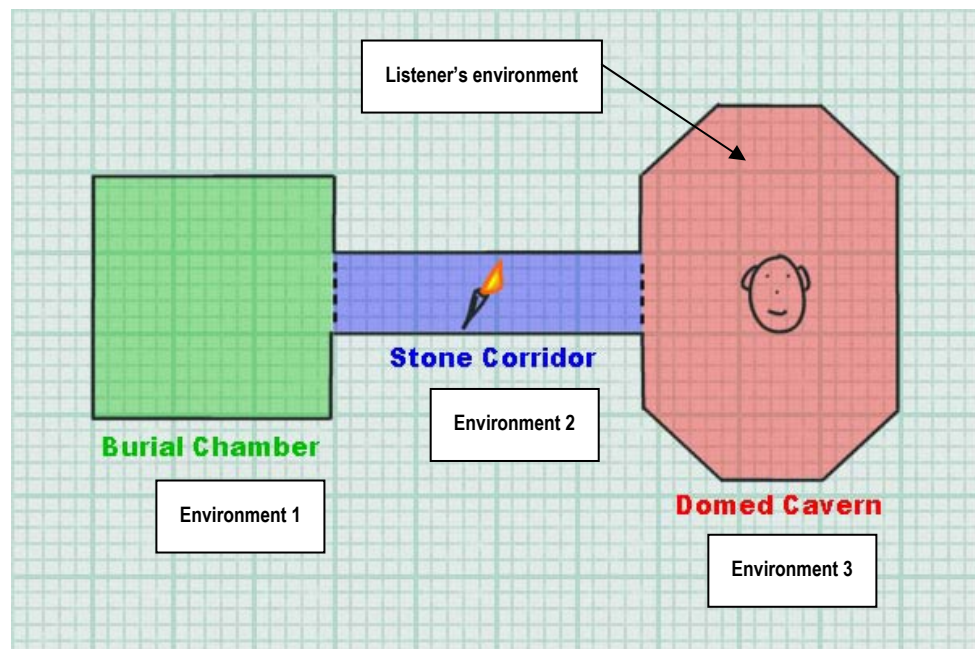 Listener's environment
Stone Corridor
Environment 2
Burial Chamber
Environment 1
Domed Cavern
Environment 3